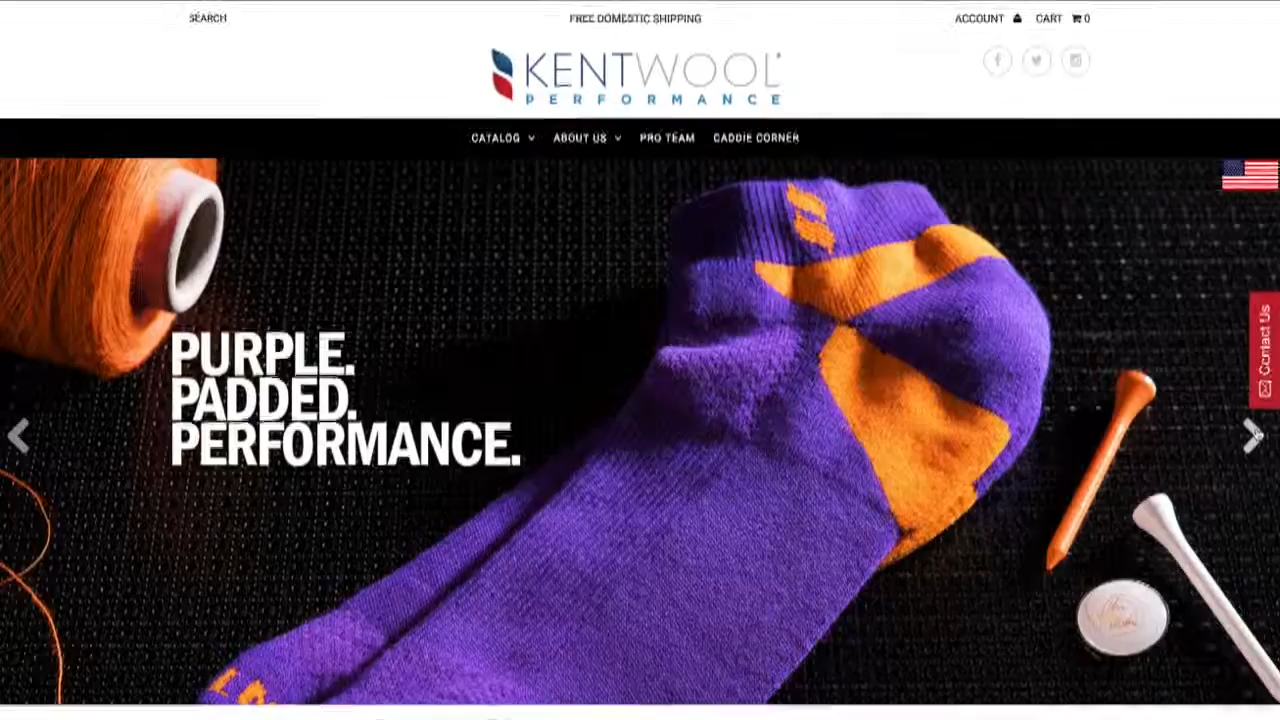 SEARCH
FREE DOMESTIC SHIPPING
ACCOUNT
CART 0
KENTWOOL
PERFORMANCE
CATALOG
ABOUT US
PRO TEAM
CADDIE CORNER
PURPLE.
PADDED.
PERFORMANCE.
Contact Us